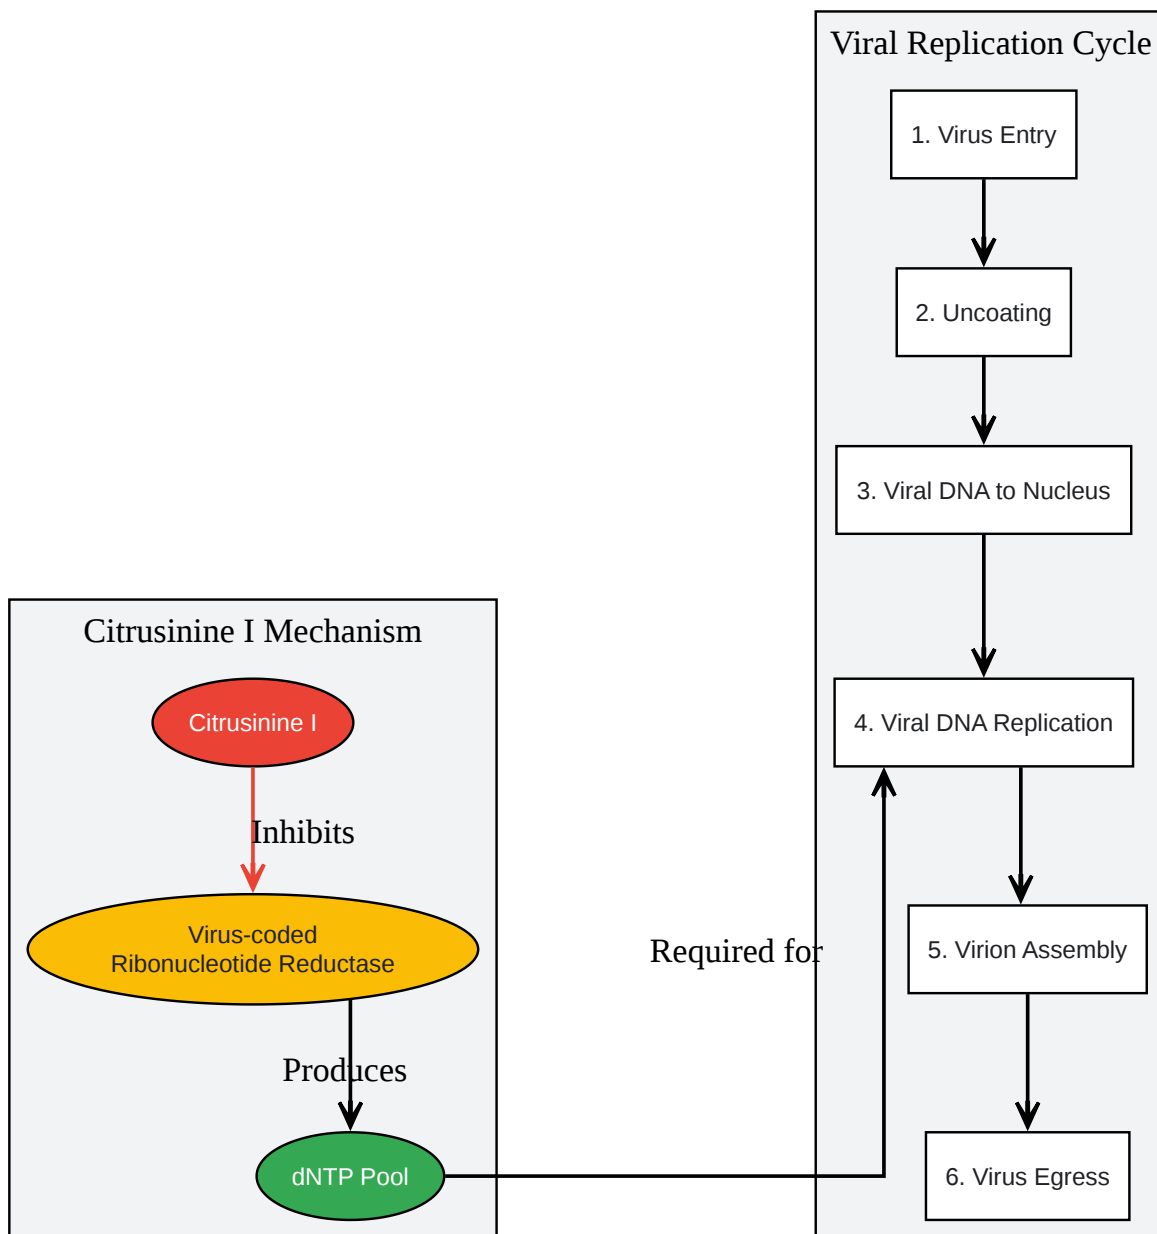 Viral Replication Cycle
1. Virus Entry
2. Uncoating
3. Viral DNA to Nucleus
4. Viral DNA Replication
5. Virion Assembly
6. Virus Egress
Citrusinine I Mechanism
Citrusinine I
Inhibits
Virus-coded
Ribonucleotide Reductase
Produces
dNTP Pool
Required for